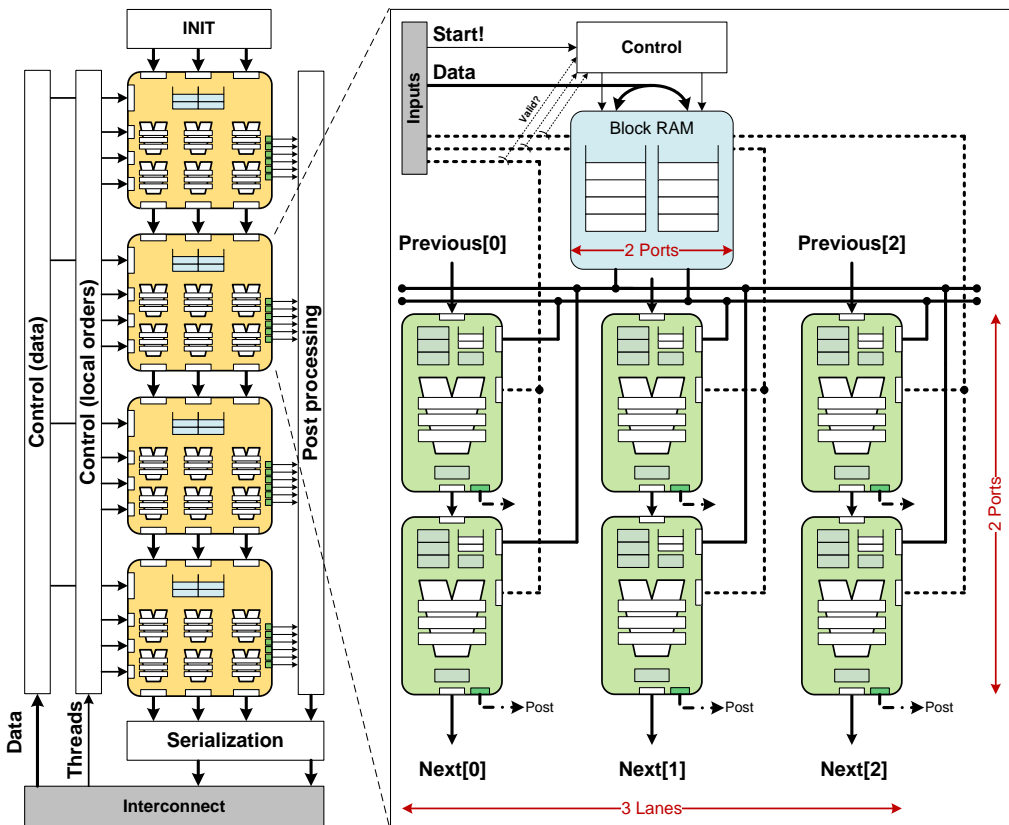 INIT
Control (data)
Control (local orders)
Post processing
Data
Threads
Serialization
Interconnect
Inputs
Start!
Data
Valid?
Control
Block RAM
2 Ports
Previous[0]
Previous[2]
2 Ports
Post
Post
Post
Next[0]
Next[1]
Next[2]
3 Lanes